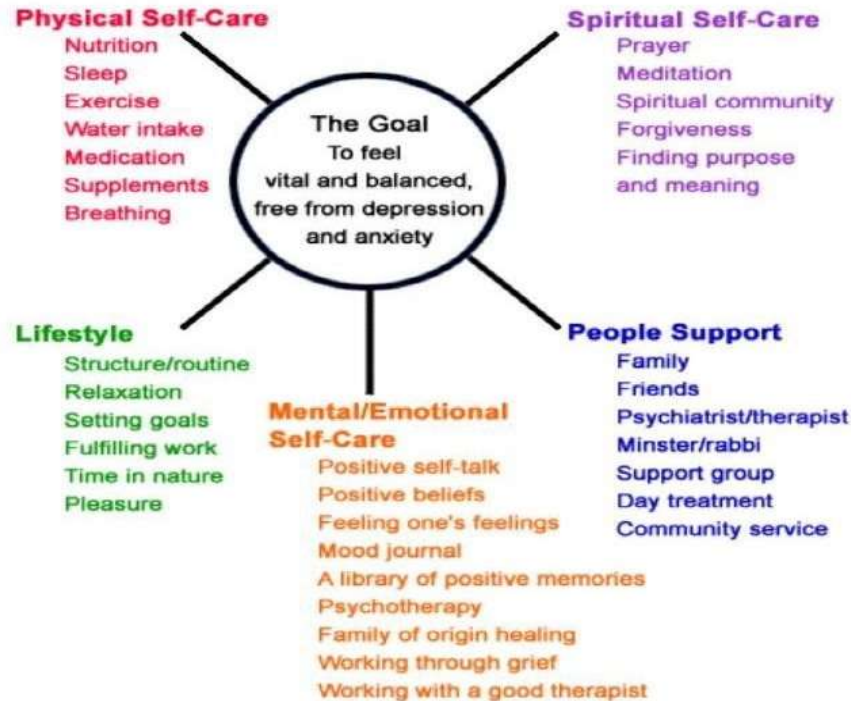 Physical Self-Care
Nutrition
Sleep
Exercise
Water intake
Medication
Supplements
Breathing
The Goal
To feel
vital and balanced,
free from depression
and anxiety
Spiritual Self-Care
Prayer
Meditation
Spiritual community
Forgiveness
Finding purpose
and meaning
Lifestyle
Structure/routine
Relaxation
Setting goals
Fulfilling work
Time in nature
Pleasure
Mental/Emotional
Self-Care
Positive self-talk
Positive beliefs
Feeling one's feelings
Mood journal
A library of positive memories
Psychotherapy
Family of origin healing
Working through grief
Working with a good therapist
People Support
Family
Friends
Psychiatrist/therapist
Minster/rabbi
Support group
Day treatment
Community service